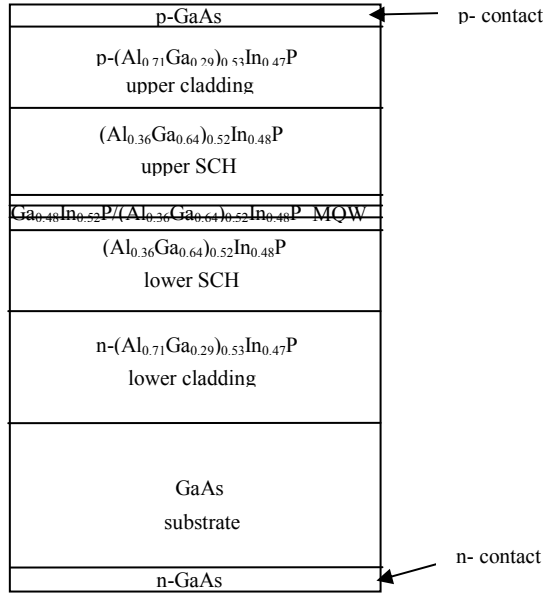 p-GaAs
p- contact
p-(Al₀.₇₁Ga₀.₂₉)₀.₅₃In₀.₄₇P
upper cladding
(Al₀.₃₆Ga₀.₆₄)₀.₅₂In₀.₄₈P
upper SCH
Ga₀.₄₈In₀.₅₂P/(Al₀.₃₆Ga₀.₆₄)₀.₅₂In₀.₄₈P MQW
(Al₀.₃₆Ga₀.₆₄)₀.₅₂In₀.₄₈P
lower SCH
n-(Al₀.₇₁Ga₀.₂₉)₀.₅₃In₀.₄₇P
lower cladding
GaAs
substrate
n- contact
n-GaAs